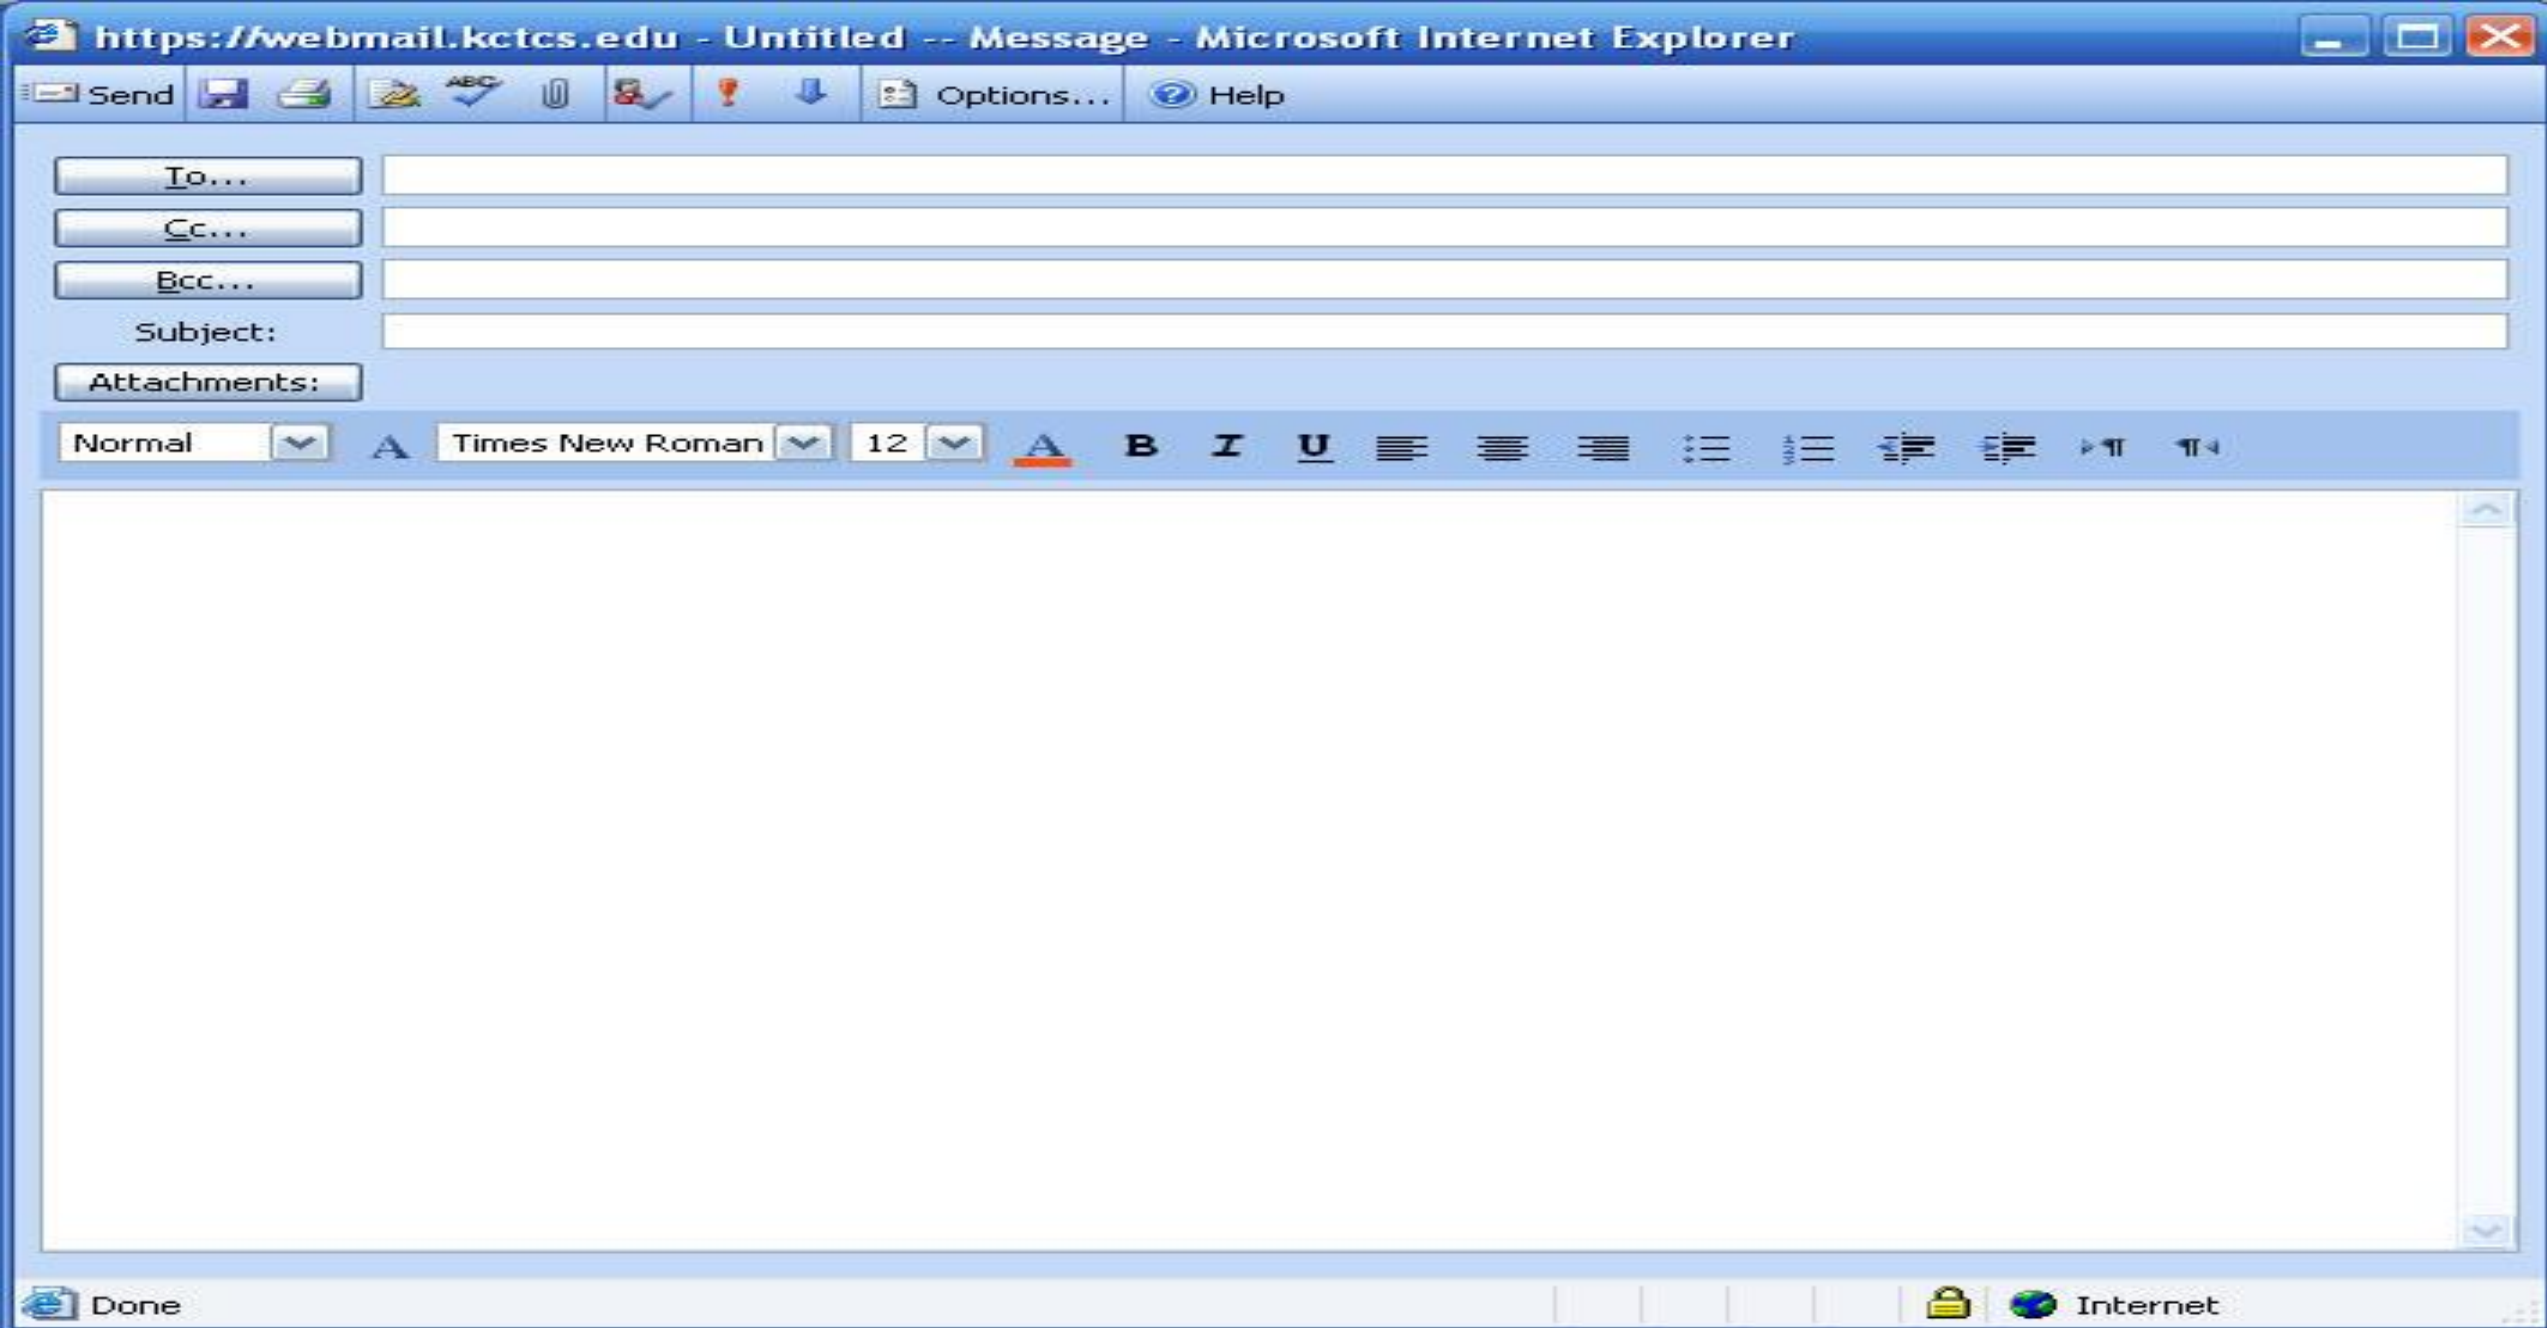 https://webmail.kctcs.edu - Untitled -- Message - Microsoft Internet Explorer
Send ABC Options... Help
To...
Cc...
Bcc...
Subject:
Attachments:
Normal A Times New Roman 12 A B I U
Done Internet